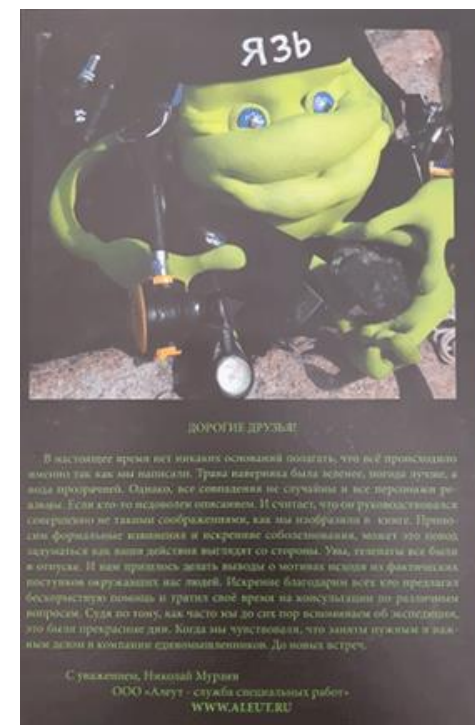 ЯЗЬ
ДОРОГИЕ ДРУЗЬЯ!
В настоящее время нет никаких оснований полагать, что всё происходило
именно так как мы написали. Трава наверняка была зеленее, погода лучше, а
вода прозрачней. Однако, все совпадения не случайны и все персонажи ре-
альны. Если кто-то недоволен описанием. И считает, что он руководствовался
совершенно не такими соображениями, как мы изобразили в книге. Прино-
сим формальные извинения и искренние соболезнования, может это повод
задуматься как ваши действия выглядят со стороны. Увы, телепаты все были
в отпуске. И нам пришлось делать выводы о мотивах исходя из фактических
поступков окружавших нас людей. Искренне благодарим всех кто предлагал
бескорыстную помощь и тратил своё время на консультации по различным
вопросам. Судя по тому, как часто мы до сих пор вспоминаем об экспедиции,
это были прекрасные дни. Когда мы чувствовали, что заняты нужным и важ-
ным делом в компании единомышленников. До новых встреч.
С уважением, Николай Мурвин
ООО «Алеут - служба специальных работ»
WWW.ALEUT.RU